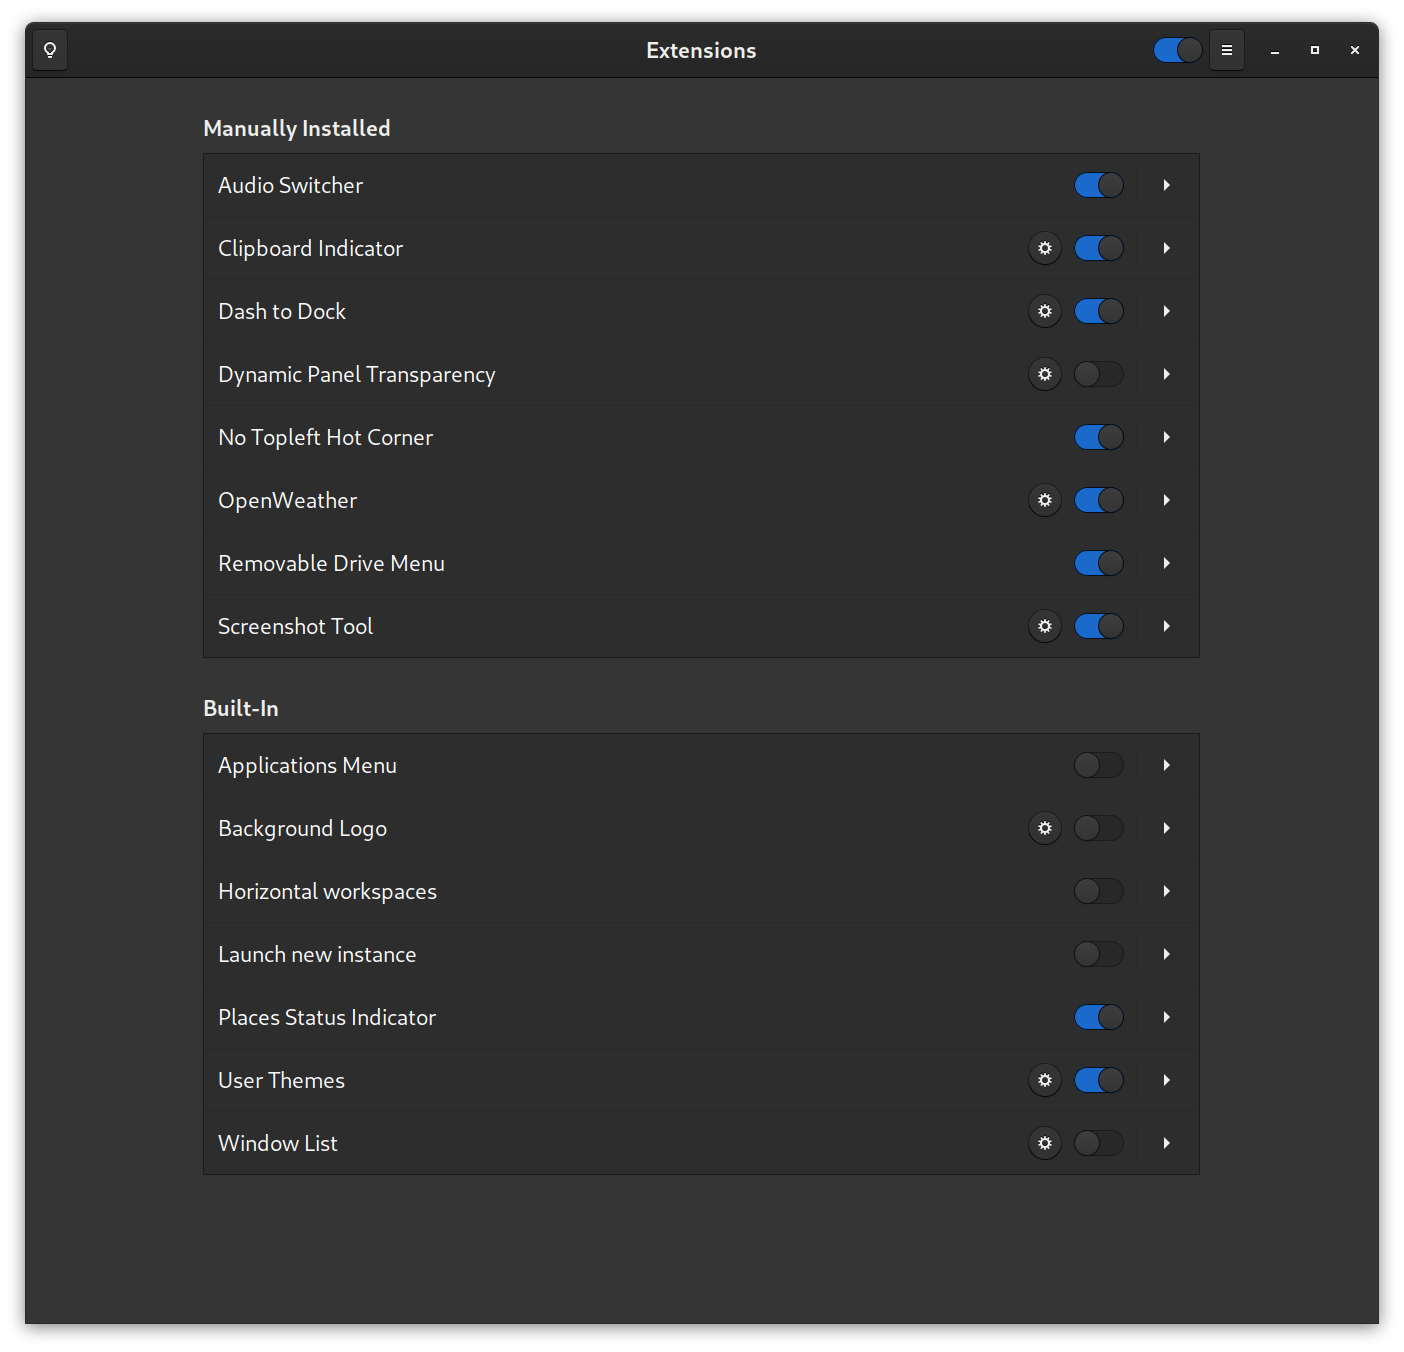 Extensions
Manually Installed
Audio Switcher
Clipboard Indicator
Dash to Dock
Dynamic Panel Transparency
No Topleft Hot Corner
OpenWeather
Removable Drive Menu
Screenshot Tool
Built-In
Applications Menu
Background Logo
Horizontal workspaces
Launch new instance
Places Status Indicator
User Themes
Window List